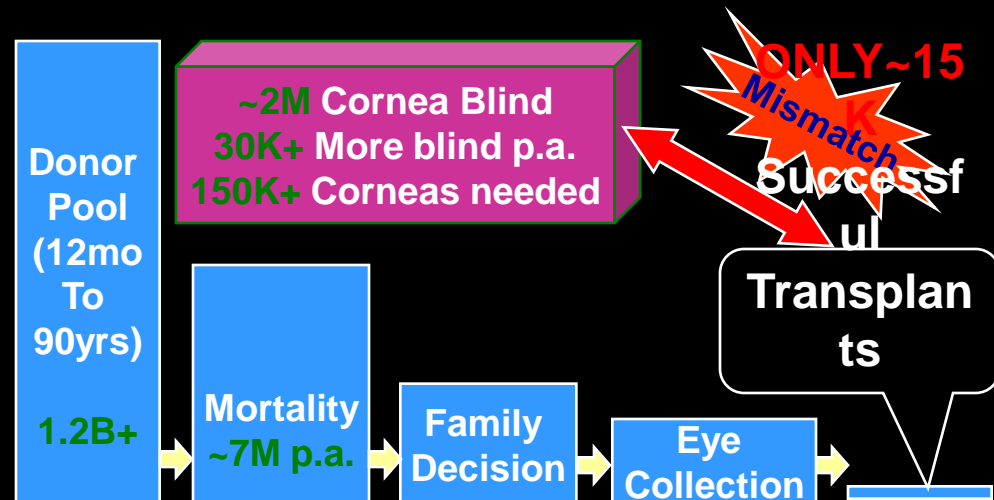 ~2M Cornea Blind
30K+ More blind p.a.
150K+ Corneas needed
Mismatch
ONLY~15
K
Successf
ul
Transplan
ts
Donor
Pool
(12mo
To
90yrs)
1.2B+
Mortality
~7M p.a.
Family
Decision
Eye
Collection